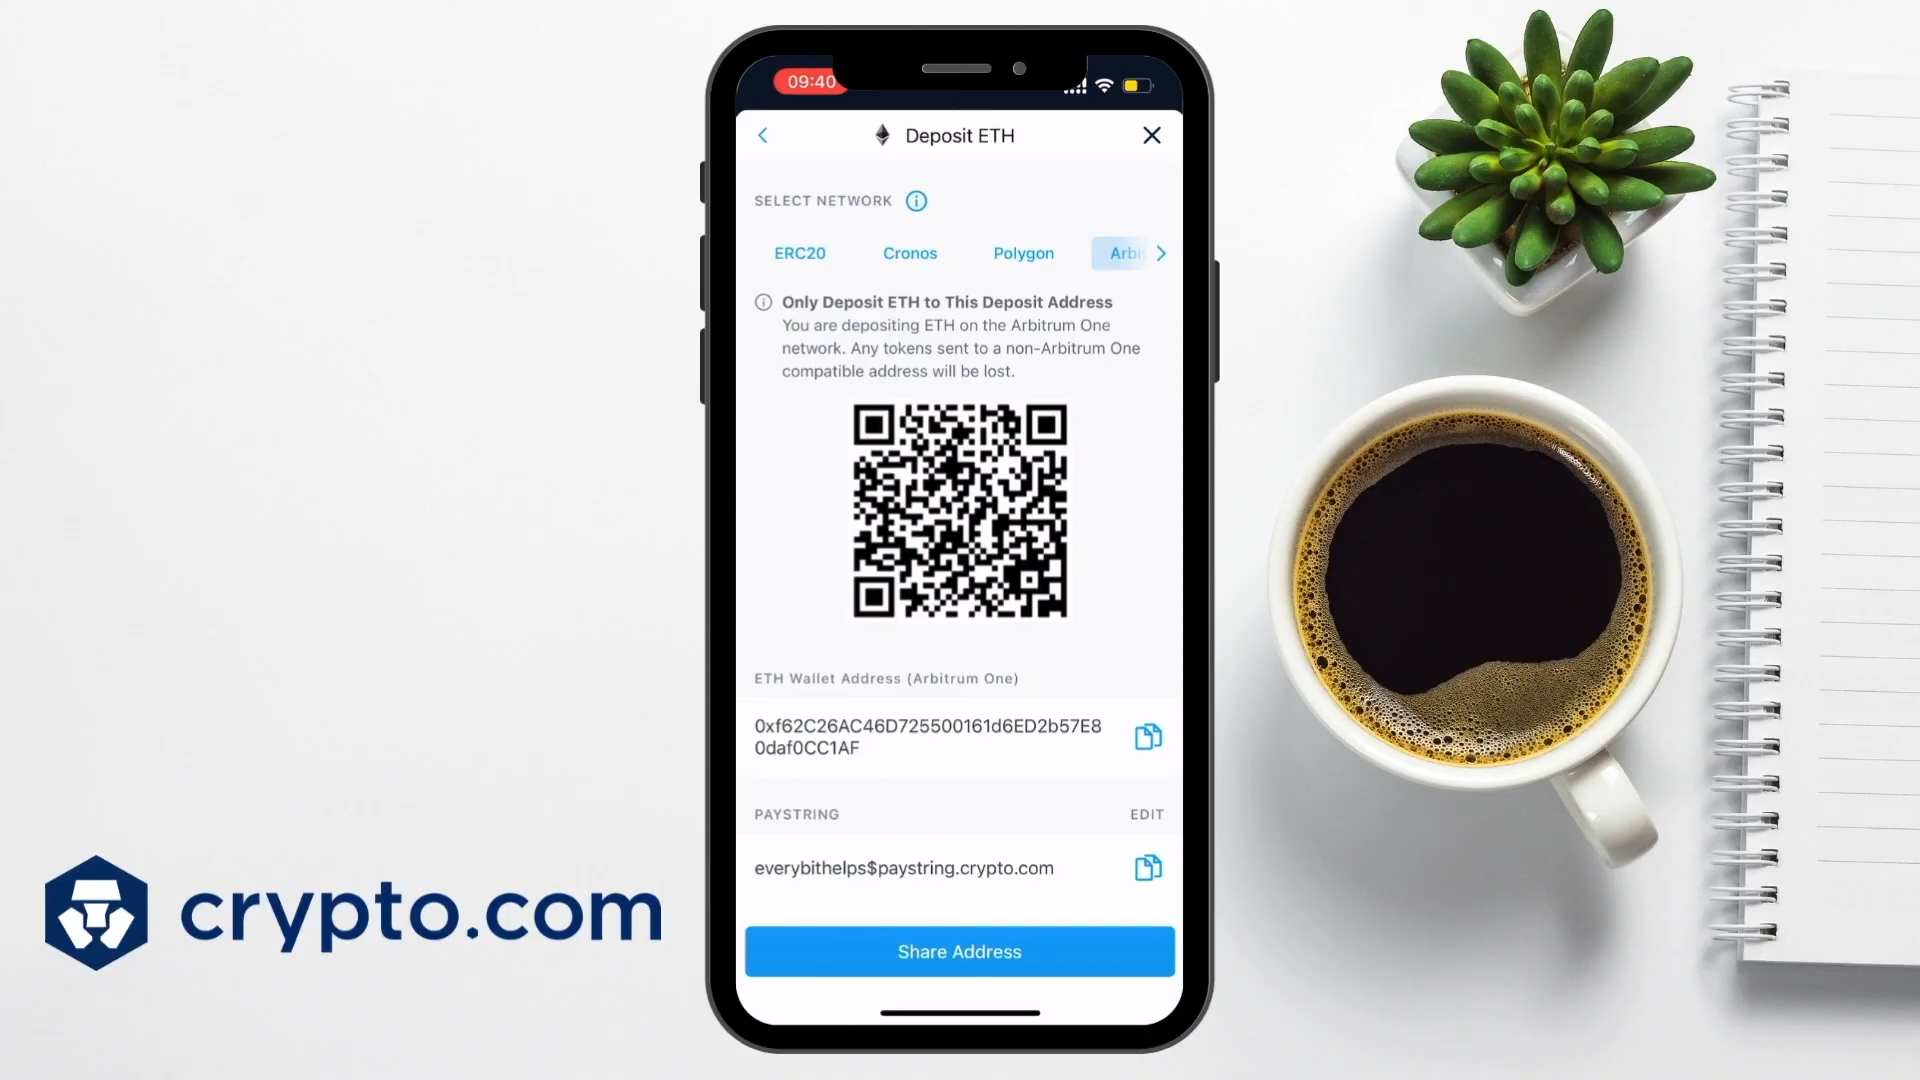 09:40
Deposit ETH
SELECT NETWORK
ERC20 Cronos Polygon Arbi
Only Deposit ETH to This Deposit Address
You are depositing ETH on the Arbitrum One
network. Any tokens sent to a non-Arbitrum One
compatible address will be lost.
ETH Wallet Address (Arbitrum One)
0xf62C26AC46D725500161d6ED2b57E8
0daf0CC1AF
PAYSTRING EDIT
everybithelps$paystring.crypto.com
Share Address
crypto.com